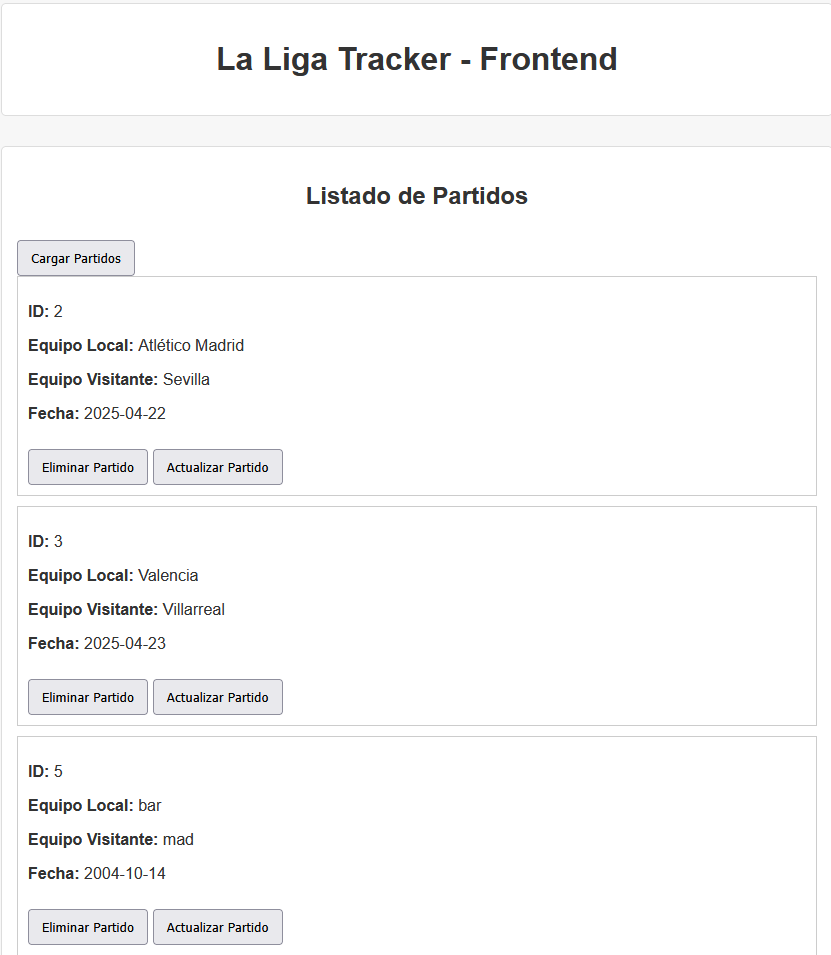 La Liga Tracker - Frontend
Listado de Partidos
Cargar Partidos
ID: 2
Equipo Local: Atlético Madrid
Equipo Visitante: Sevilla
Fecha: 2025-04-22
Eliminar Partido Actualizar Partido
ID: 3
Equipo Local: Valencia
Equipo Visitante: Villarreal
Fecha: 2025-04-23
Eliminar Partido Actualizar Partido
ID: 5
Equipo Local: bar
Equipo Visitante: mad
Fecha: 2004-10-14
Eliminar Partido Actualizar Partido